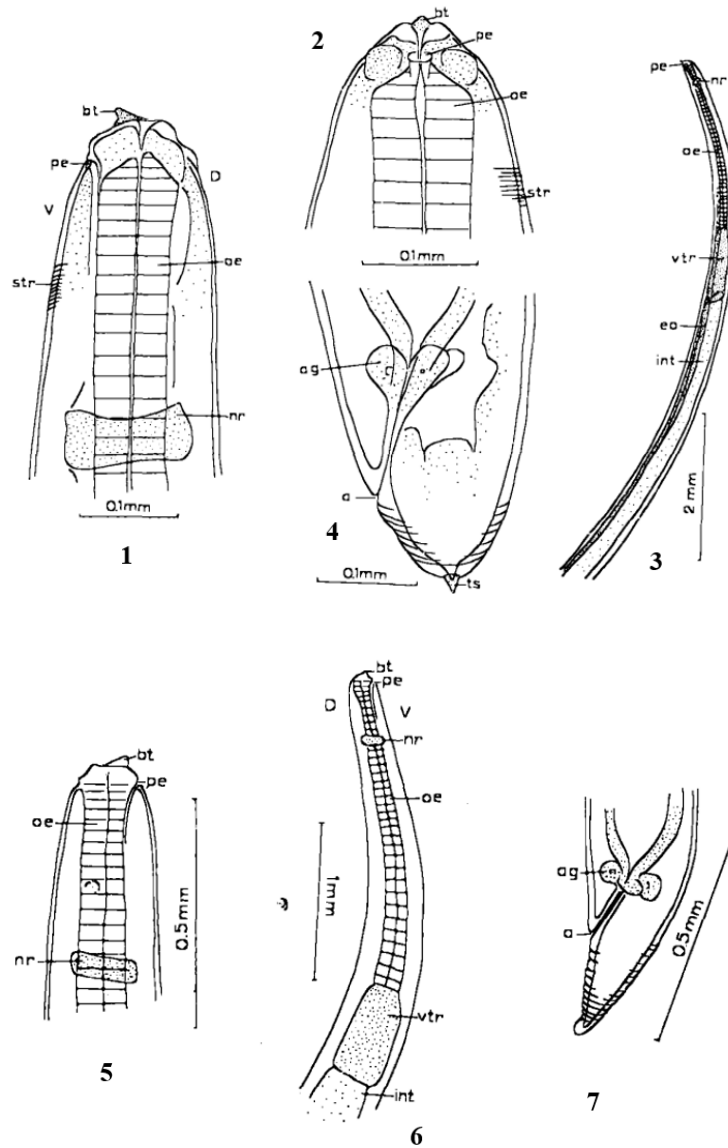 bt
pe
D
V
oe
str
nr
0.1mm
1
2
bt
pe
oe
str
0.1mm
ag
a
4
0.1mm
ts
pe
nr
oe
vtr
eo
int
2 mm
3
bt
pe
oe
nr
0.5mm
5
bt
pe
D
V
nr
oe
1mm
vtr
int
6
ag
a
0.5mm
7